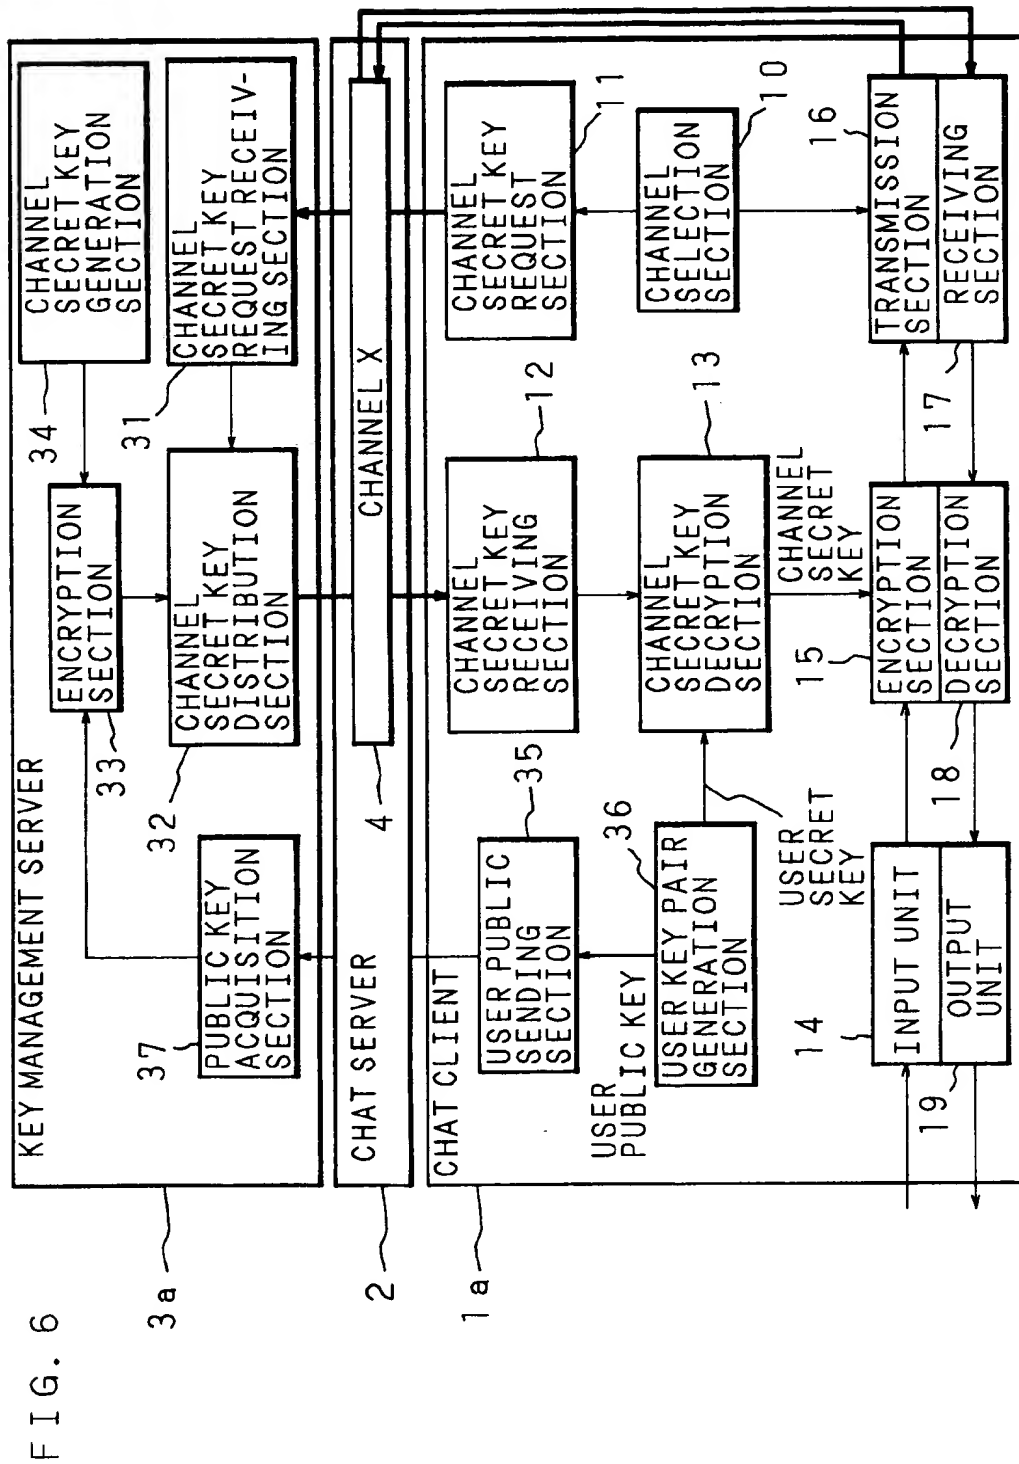 FIG. 6
KEY MANAGEMENT SERVER
3a
PUBLIC KEY
ACQUISITION
SECTION
37
ENCRYPTION
SECTION
33
CHANNEL
SECRET KEY
GENERATION
SECTION
34
CHANNEL
SECRET KEY
DISTRIBUTION
SECTION
32
CHANNEL
SECRET KEY
REQUEST RECEIV-
ING SECTION
31
CHAT SERVER
2
CHANNEL X
4
CHAT CLIENT
1a
USER PUBLIC
SENDING
SECTION
35
CHANNEL
SECRET KEY
RECEIVING
SECTION
12
CHANNEL
SECRET KEY
REQUEST
SECTION
11
USER
PUBLIC KEY
USER KEY PAIR
GENERATION
SECTION
36
CHANNEL
SECRET KEY
DECRYPTION
SECTION
13
CHANNEL
SELECTION
SECTION
10
USER
SECRET
KEY
CHANNEL
SECRET
KEY
14
INPUT UNIT
OUTPUT
UNIT
19
15
ENCRYPTION
SECTION
DECRYPTION
SECTION
18
16
TRANSMISSION
SECTION
RECEIVING
SECTION
17